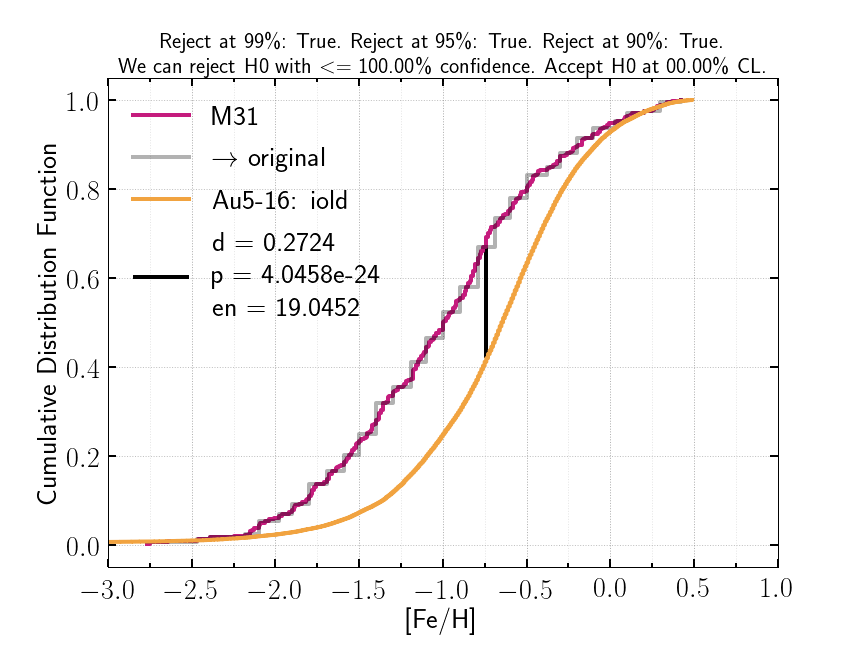 Reject at 99%: True. Reject at 95%: True. Reject at 90%: True.
We can reject H0 with <= 100.00% confidence. Accept H0 at 00.00% CL.
Cumulative Distribution Function
1.0
0.8
0.6
0.4
0.2
0.0
M31
→ original
Au5-16: iold
d = 0.2724
p = 4.0458e-24
en = 19.0452
−3.0 −2.5 −2.0 −1.5 −1.0 −0.5 0.0 0.5 1.0
[Fe/H]